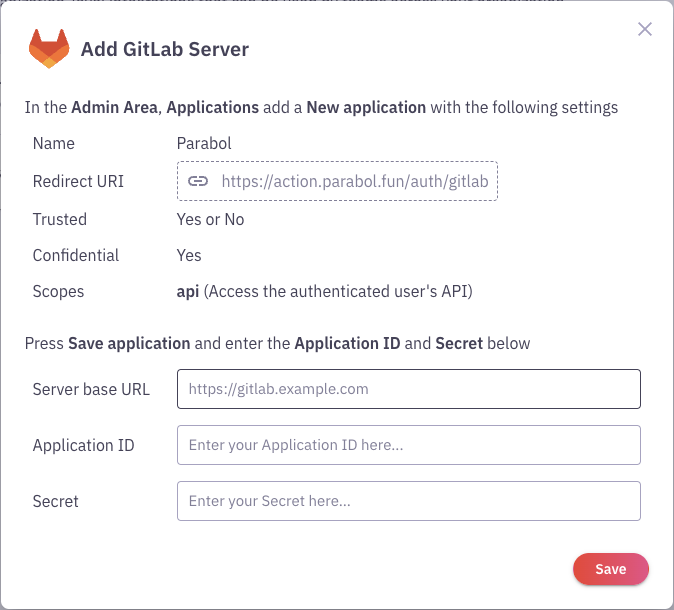 Add GitLab Server
In the Admin Area, Applications add a New application with the following settings
Name Parabol
Redirect URI https://action.parabol.fun/auth/gitlab
Trusted Yes or No
Confidential Yes
Scopes api (Access the authenticated user's API)
Press Save application and enter the Application ID and Secret below
Server base URL https://gitlab.example.com
Application ID Enter your Application ID here...
Secret Enter your Secret here...
Save